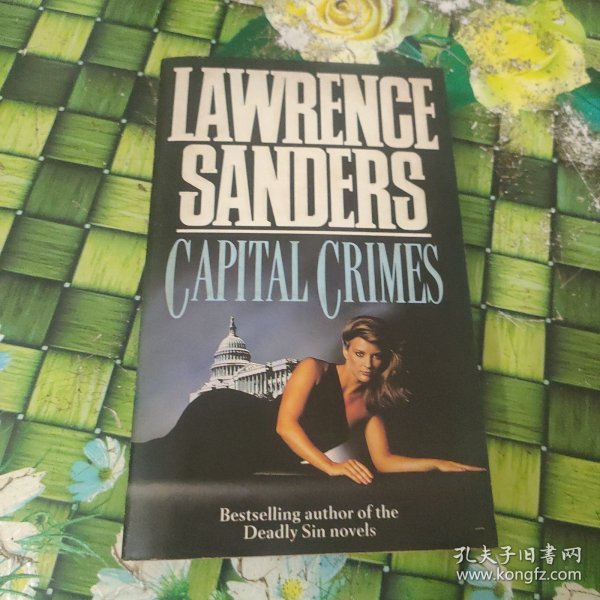 LAWRENCE
SANDERS
CAPITAL CRIMES
Bestselling author of the
Deadly Sin novels
孔夫子旧书网
www.kongfz.com